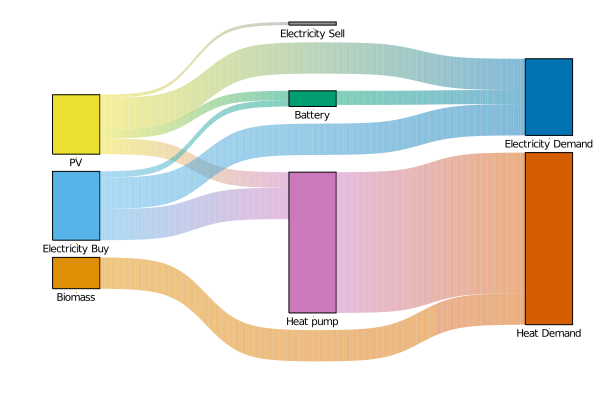 Electricity Sell
Battery
Electricity Demand
PV
Electricity Buy
Biomass
Heat pump
Heat Demand